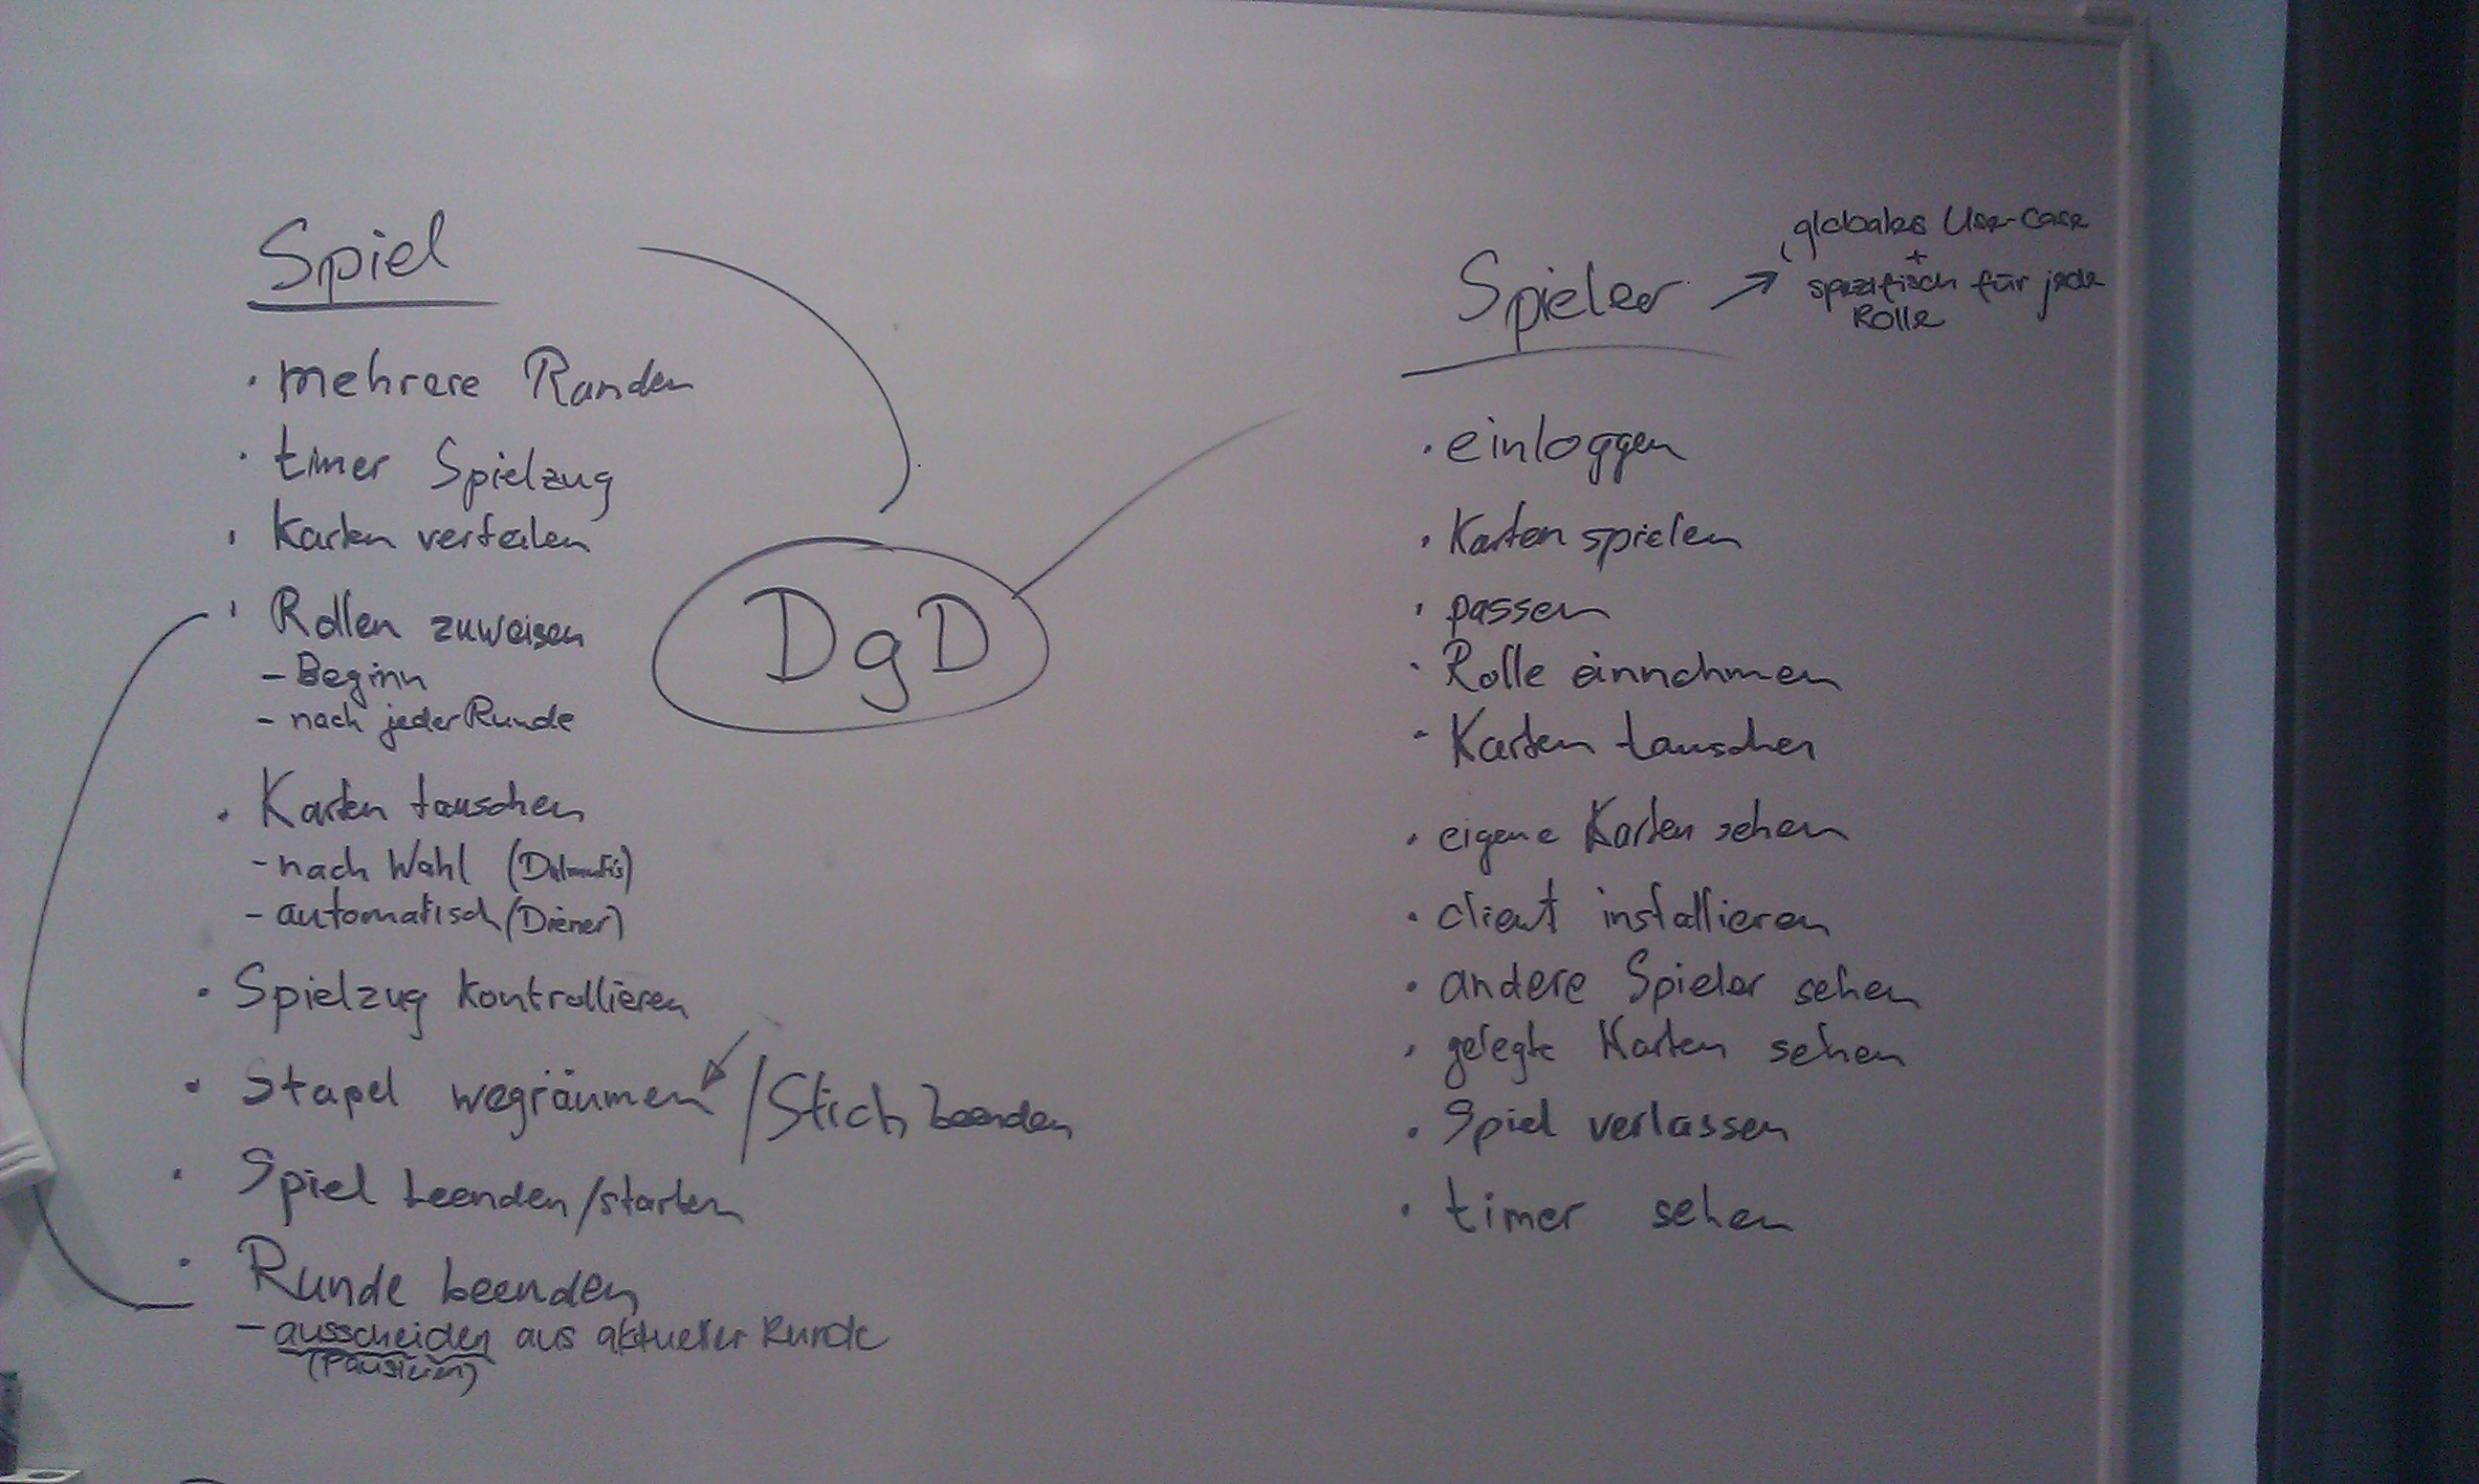 Spiel
· mehrere Runden
· timer Spielzug
· Karten verteilen
· Rollen zuweisen
- Beginn
- nach jeder Runde
· Karten tauschen
- nach Wahl (Dalmutis)
- automatisch (Diener)
· Spielzug kontrollieren
· Stapel wegräumen / Stich beenden
· Spiel beenden/starten
· Runde beenden
- ausscheiden aus aktueller Runde
(Pausieren)
DgD
Spieler → globales Use-Case
+
spezifisch für jede
Rolle
· einloggen
· Karten spielen
· passen
· Rolle einnehmen
· Karten tauschen
· eigene Karten sehen
· client installieren
· andere Spieler sehen
· gelegte Karten sehen
· Spiel verlassen
· timer sehen